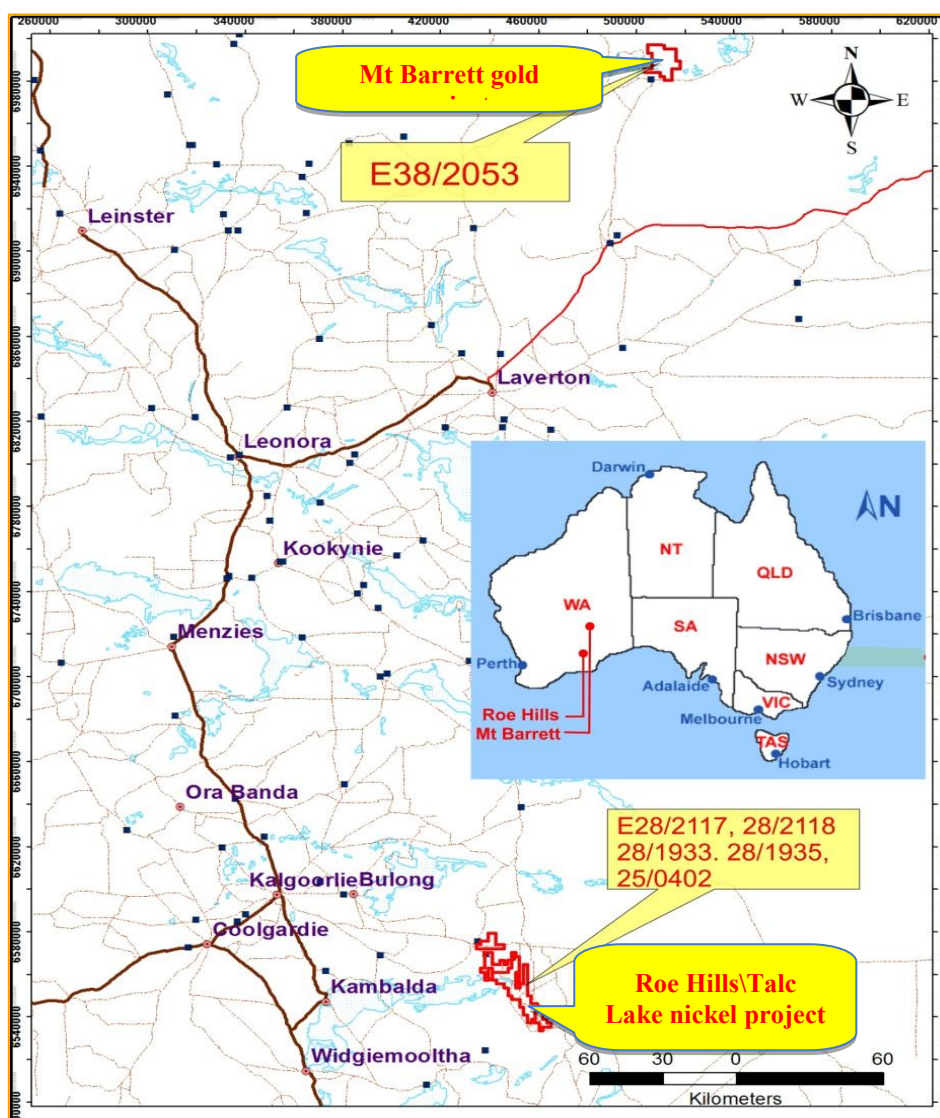 260000 300000 340000 380000 420000 460000 500000 540000 580000 620000
6980000
6940000
6900000
6860000
6820000
6780000
6740000
6700000
6660000
6620000
6580000
6540000
Mt Barrett gold
N
W E
S
E38/2053
Leinster
Laverton
Leonora
Kookynie
Menzies
Ora Banda
Kalgoorlie Bulong
Coolgardie
Kambalda
Widgiemooltha
Darwin
N
NT
QLD
WA
SA
Brisbane
NSW
Perth
Adalaide
Sydney
VIC
Roe Hills
Melbourne
Mt Barrett
TAS
Hobart
E28/2117, 28/2118
28/1933. 28/1935,
25/0402
Roe Hills\Talc
Lake nickel project
60 30 0 60
Kilometers